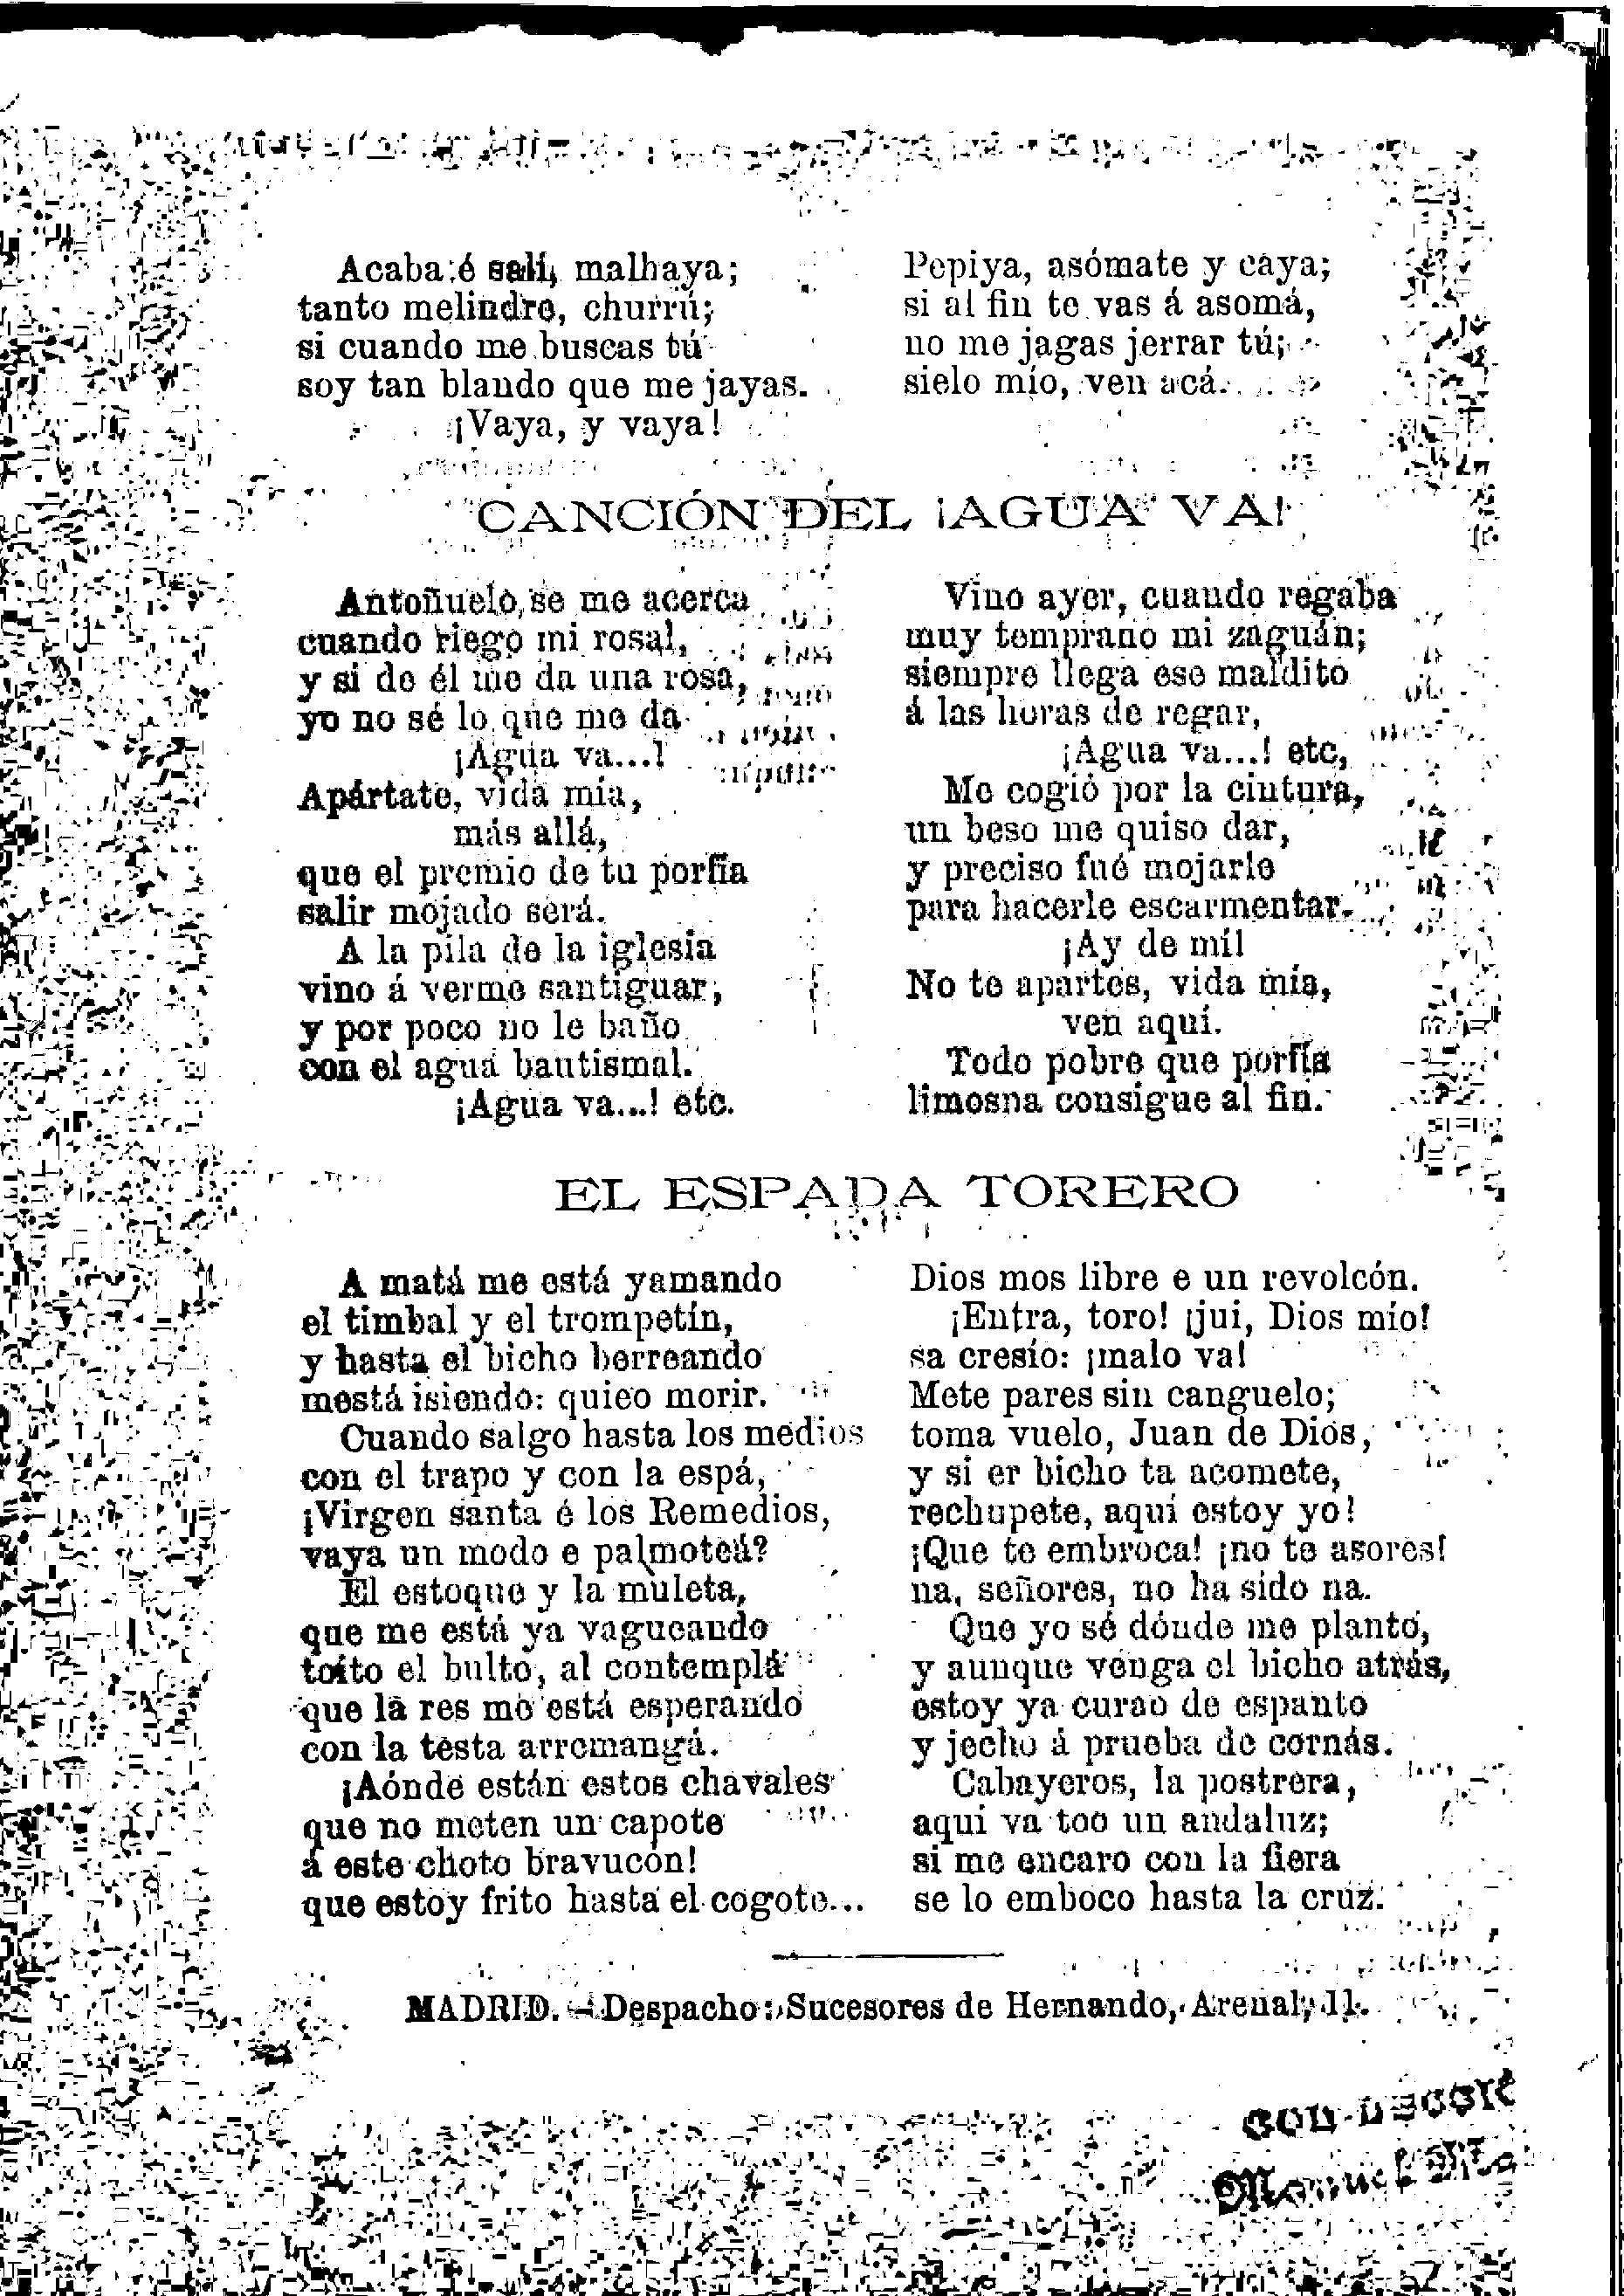 Acaba é salí, malhaya;
tanto melindre, churrú;
si cuando me buscas tú
soy tan blando que me jayas.
¡Vaya, y vaya!
Pepiya, asómate y caya;
si al fin te vas á asomá,
no me jagas jerrar tú;
sielo mío, ven acá.
CANCIÓN DEL ¡AGUA VA!
Antoñuelo, se me acerca
cuando riego mi rosal,
y si de él me da una rosa,
yo no sé lo que me da
¡Agua va...!
Apártate, vida mía,
más allá,
que el premio de tu porfía
salir mojado será.
A la pila de la iglesia
vino á verme santiguar;
y por poco no le baño
con el agua bautismal.
¡Agua va...! etc.
Vino ayer, cuando regaba
muy temprano mi zaguán;
siempre llega ese maldito
á las horas de regar,
¡Agua va...! etc,
Me cogió por la cintura,
un beso me quiso dar,
y preciso fué mojarle
para hacerle escarmentar.
¡Ay de mí!
No te apartes, vida mía,
ven aquí.
Todo pobre que porfía
limosna consigue al fin.
EL ESPADA TORERO
A matá me está yamando
el timbal y el trompetín,
y hasta el bicho berreando
mestá isiendo: quieo morir.
Cuando salgo hasta los medios
con el trapo y con la espá,
¡Virgen santa é los Remedios,
vaya un modo e palmoteá?
El estoque y la muleta,
que me está ya vagueando
toito el bulto, al contemplá
que la res me está esperando
con la testa arremangá.
¡Aónde están estos chavales
que no meten un capote
á este choto bravucón!
que estoy frito hasta el cogote...
Dios mos libre e un revolcón.
¡Entra, toro! ¡jui, Dios mío!
sa cresío: ¡malo va!
Mete pares sin canguelo;
toma vuelo, Juan de Dios,
y si er bicho ta acomete,
rechupete, aquí estoy yo!
¡Que te embroca! ¡no te asores!
na, señores, no ha sido na.
Que yo sé dónde me planto,
y aunque venga el bicho atrás,
estoy ya curao de espanto
y jecho á prueba de cornás.
Cabayeros, la postrera,
aquí va too un andaluz;
si me encaro con la fiera
se lo emboco hasta la cruz.
MADRID. — Despacho: Sucesores de Hernando, Arenal, 11.